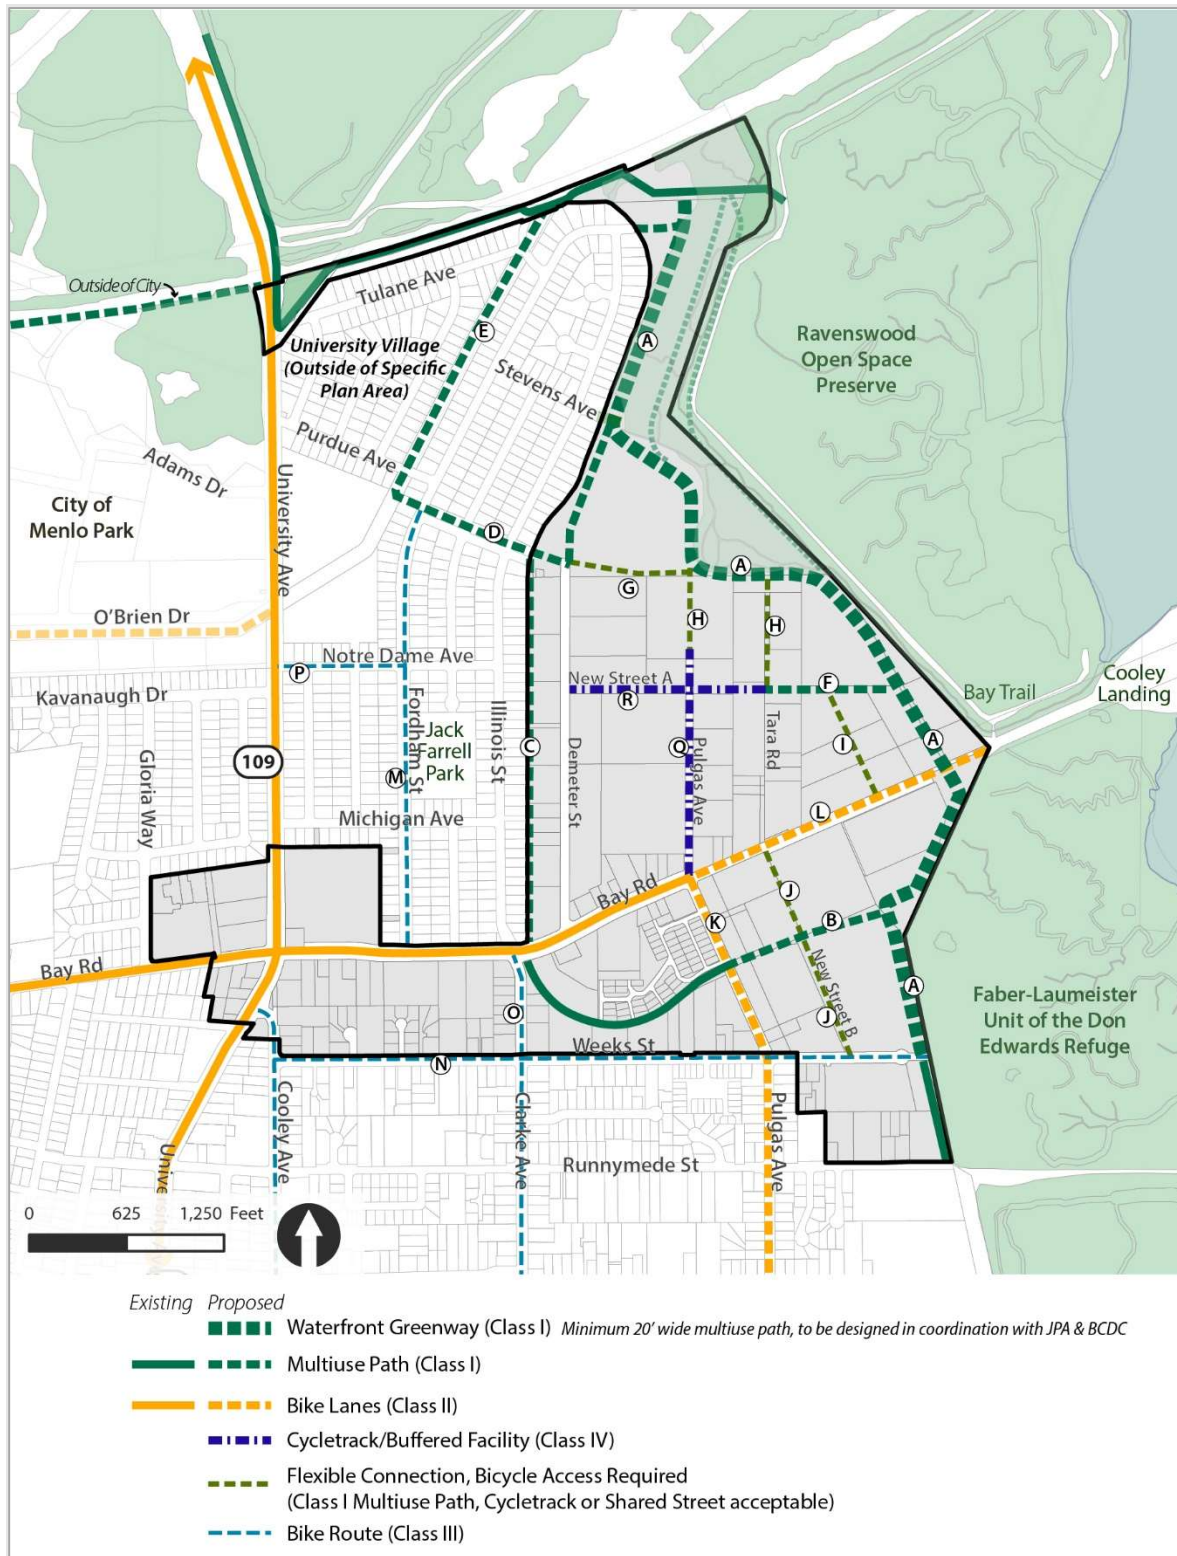 Outside of City
Tulane Ave
E
University Village
(Outside of Specific
Plan Area)
A
Stevens Ave
Ravenswood
Open Space
Preserve
Purdue Ave
Adams Dr
City of
Menlo Park
University Ave
D
A
G
O'Brien Dr
H
H
Notre Dame Ave
P
Kavanaugh Dr
New Street A
R
F
Bay Trail
Cooley
Landing
Fordham St
Jack
Farrell
Park
Illinois St
C
Demeter St
Q
Pulgas Ave
Tara Rd
I
A
Gloria Way
109
M
Michigan Ave
L
Bay Rd
J
K
B
Bay Rd
New Street B
A
O
J
Faber-Laumeister
Unit of the Don
Edwards Refuge
Weeks St
N
Cooley Ave
Clarke Ave
Pulgas Ave
Runnymede St
University Ave
0 625 1,250 Feet
Existing Proposed
Waterfront Greenway (Class I) Minimum 20' wide multiuse path, to be designed in coordination with JPA & BCDC
Multiuse Path (Class I)
Bike Lanes (Class II)
Cycletrack/Buffered Facility (Class IV)
Flexible Connection, Bicycle Access Required
(Class I Multiuse Path, Cycletrack or Shared Street acceptable)
Bike Route (Class III)